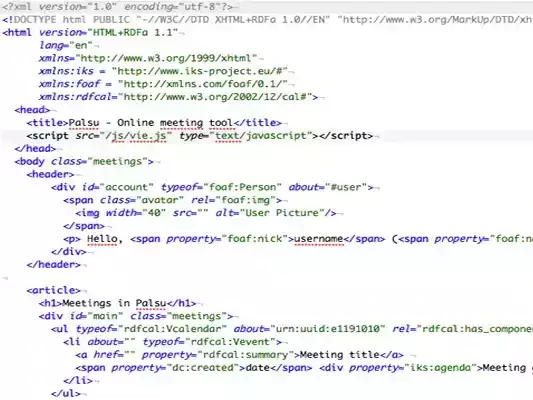 <?xml version="1.0" encoding="utf-8"?>
<!DOCTYPE html PUBLIC "-//W3C//DTD XHTML+RDFa 1.0//EN" "http://www.w3.org/MarkUp/DTD/xh
<html version="HTML+RDFa 1.1"
lang="en"
xmlns="http://www.w3.org/1999/xhtml"
xmlns:iks = "http://www.iks-project.eu/#"
xmlns:foaf = "http://xmlns.com/foaf/0.1/"
xmlns:rdfcal="http://www.w3.org/2002/12/cal#">
<head>
<title>Palsu - Online meeting tool</title>
<script src="/js/vie.js" type="text/javascript"></script>
</head>
<body class="meetings">
<header>
<div id="account" typeof="foaf:Person" about="#user">
<span class="avatar" rel="foaf:img">
<img width="40" src="" alt="User Picture"/>
</span>
<p> Hello, <span property="foaf:nick">username</span> (<span property="foaf:n
</div>
</header>
<article>
<h1>Meetings in Palsu</h1>
<div id="main" class="meetings">
<ul typeof="rdfcal:Vcalendar" about="urn:uuid:e1191010" rel="rdfcal:has_compone
<li about="" typeof="rdfcal:Vevent">
<a href="" property="rdfcal:summary">Meeting title</a>
<span property="dc:created">date</span> <div property="iks:agenda">Meeting
</li>
</ul>